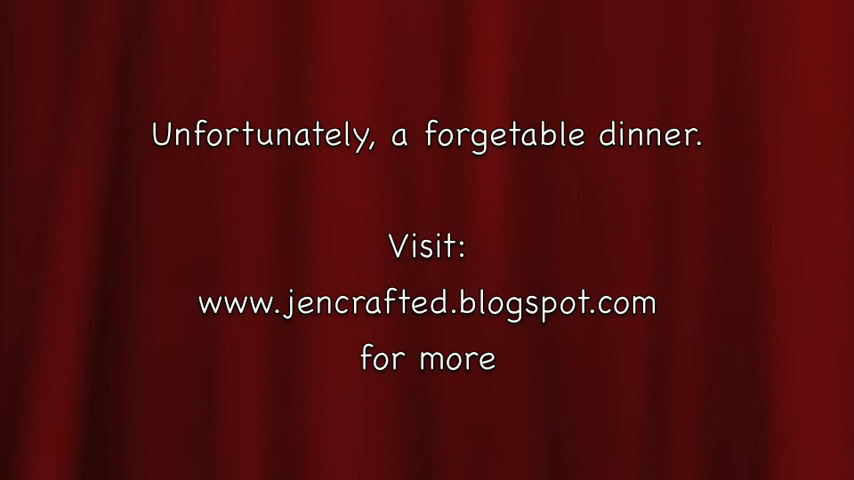 Unfortunately, a forgetable dinner.
Visit:
www.jencrafted.blogspot.com
for more